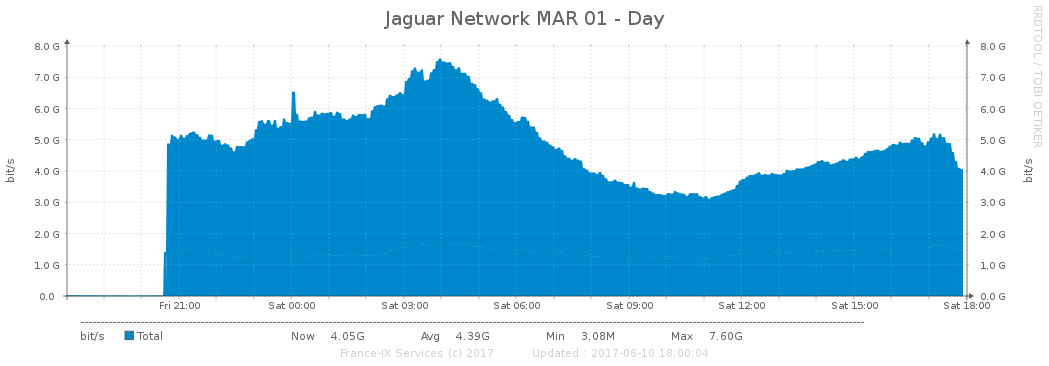 Jaguar Network MAR 01 - Day
RRDTOOL / TOBI OETIKER
bit/s
8.0 G
7.0 G
6.0 G
5.0 G
4.0 G
3.0 G
2.0 G
1.0 G
0.0
8.0 G
7.0 G
6.0 G
5.0 G
4.0 G
3.0 G
2.0 G
1.0 G
0.0 G
bit/s
Fri 21:00 Sat 00:00 Sat 03:00 Sat 06:00 Sat 09:00 Sat 12:00 Sat 15:00 Sat 18:00
bit/s Total Now 4.05G Avg 4.39G Min 3.08M Max 7.60G
France-IX Services (c) 2017 Updated : 2017-06-10 18:00:04